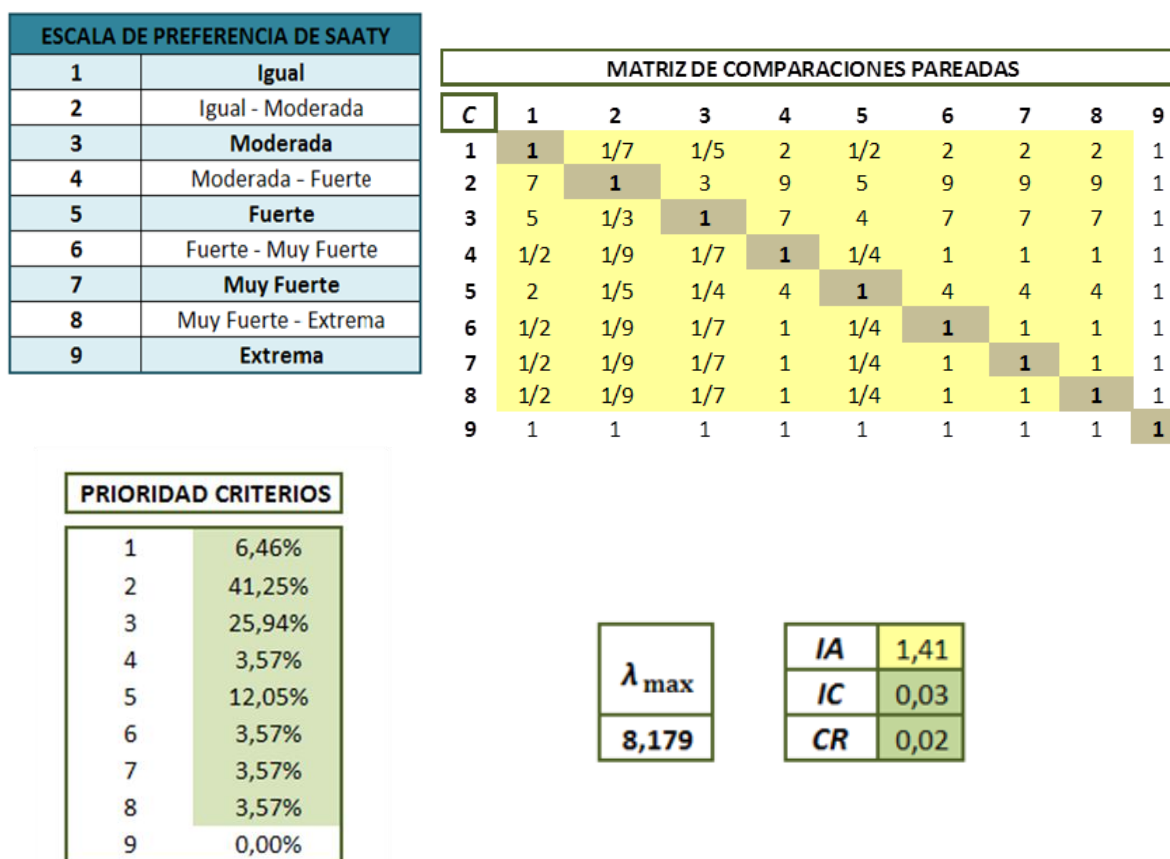 ESCALA DE PREFERENCIA DE SAATY
1 Igual
2 Igual - Moderada
3 Moderada
4 Moderada - Fuerte
5 Fuerte
6 Fuerte - Muy Fuerte
7 Muy Fuerte
8 Muy Fuerte - Extrema
9 Extrema
MATRIZ DE COMPARACIONES PAREADAS
C 1 2 3 4 5 6 7 8 9
1 1 1/7 1/5 2 1/2 2 2 2 1
2 7 1 3 9 5 9 9 9 1
3 5 1/3 1 7 4 7 7 7 1
4 1/2 1/9 1/7 1 1/4 1 1 1 1
5 2 1/5 1/4 4 1 4 4 4 1
6 1/2 1/9 1/7 1 1/4 1 1 1 1
7 1/2 1/9 1/7 1 1/4 1 1 1 1
8 1/2 1/9 1/7 1 1/4 1 1 1 1
9 1 1 1 1 1 1 1 1 1
PRIORIDAD CRITERIOS
1 6,46%
2 41,25%
3 25,94%
4 3,57%
5 12,05%
6 3,57%
7 3,57%
8 3,57%
9 0,00%
λ max
8,179
IA 1,41
IC 0,03
CR 0,02